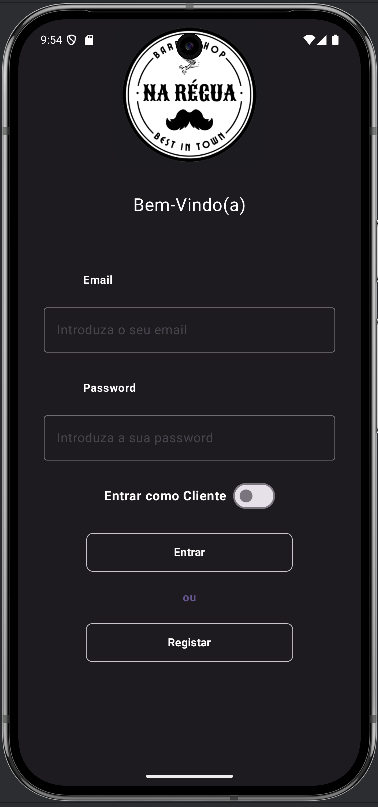 9:54
BARBERSHOP
NA RÉGUA
BEST IN TOWN
Bem-Vindo(a)
Email
Introduza o seu email
Password
Introduza a sua password
Entrar como Cliente
Entrar
ou
Registar